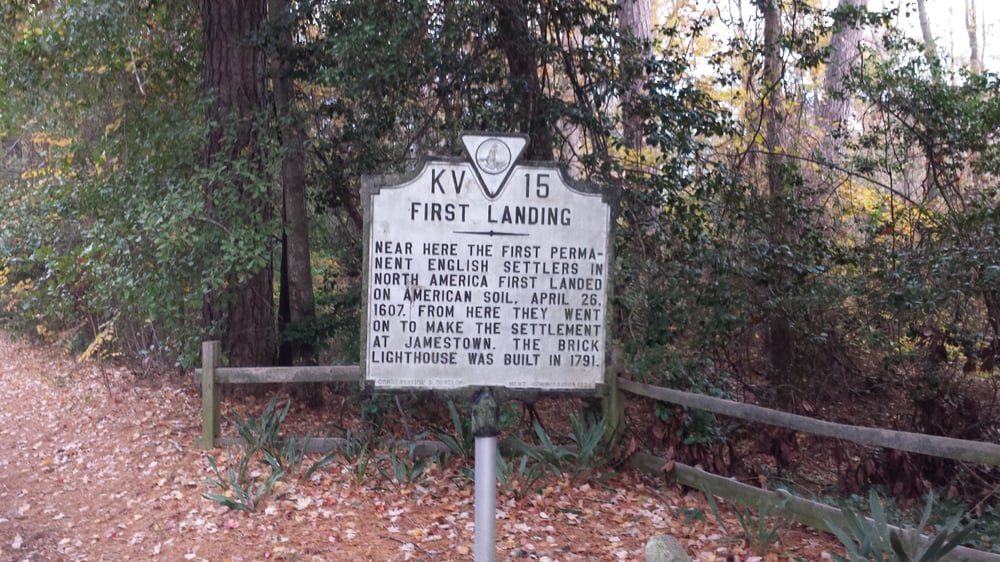 KV 15
FIRST LANDING
NEAR HERE THE FIRST PERMA-
NENT ENGLISH SETTLERS IN
NORTH AMERICA FIRST LANDED
ON AMERICAN SOIL, APRIL 26,
1607. FROM HERE THEY WENT
ON TO MAKE THE SETTLEMENT
AT JAMESTOWN. THE BRICK
LIGHTHOUSE WAS BUILT IN 1791.
CONSERVATION &